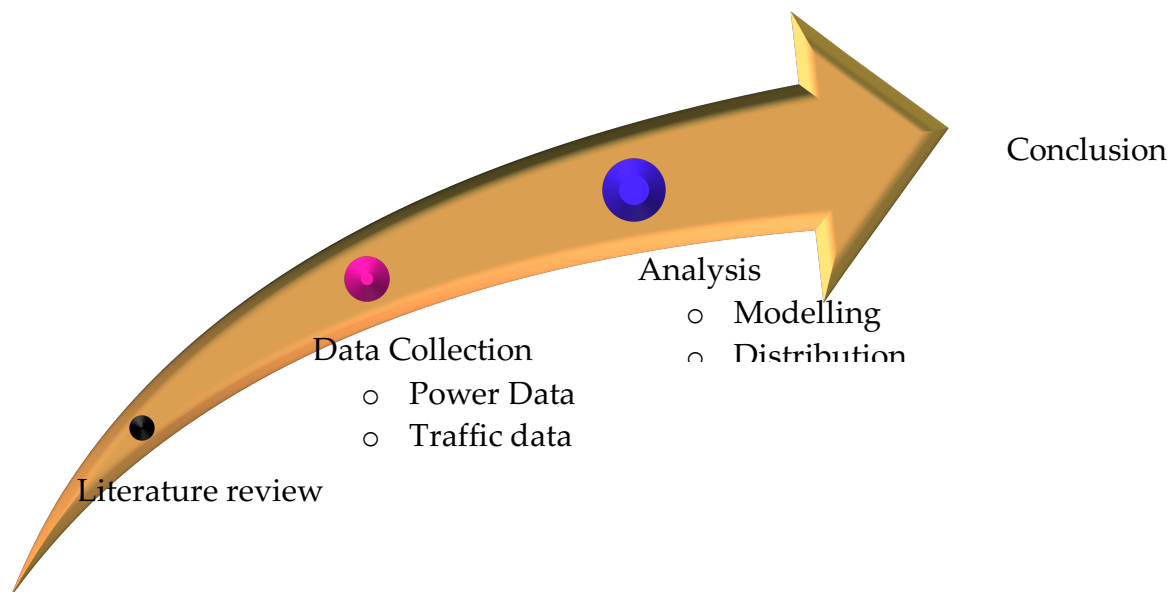 Literature review
Data Collection
○ Power Data
○ Traffic data
Analysis
○ Modelling
○ Distribution
Conclusion